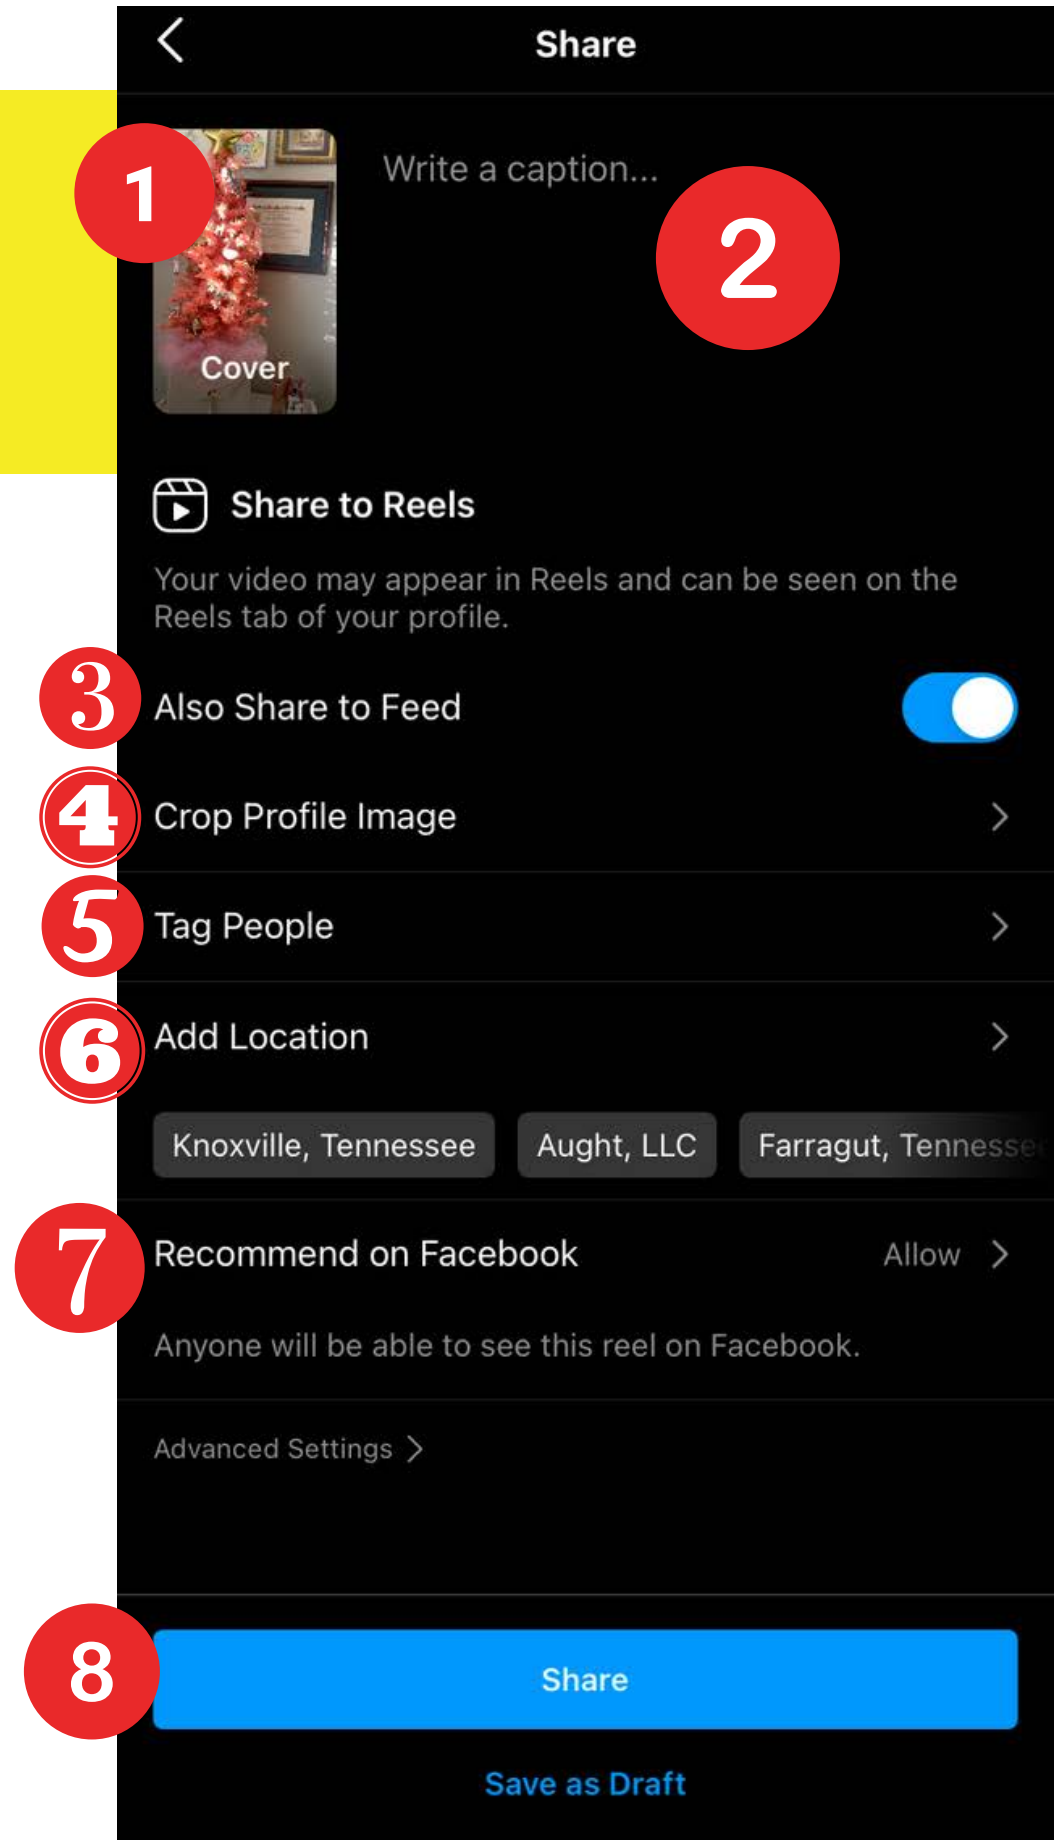 Share
1
Write a caption...
2
Cover
Share to Reels
Your video may appear in Reels and can be seen on the
Reels tab of your profile.
3
Also Share to Feed
4
Crop Profile Image
5
Tag People
6
Add Location
Knoxville, Tennessee
Aught, LLC
Farragut, Tennessee
7
Recommend on Facebook
Allow
Anyone will be able to see this reel on Facebook.
Advanced Settings
8
Share
Save as Draft